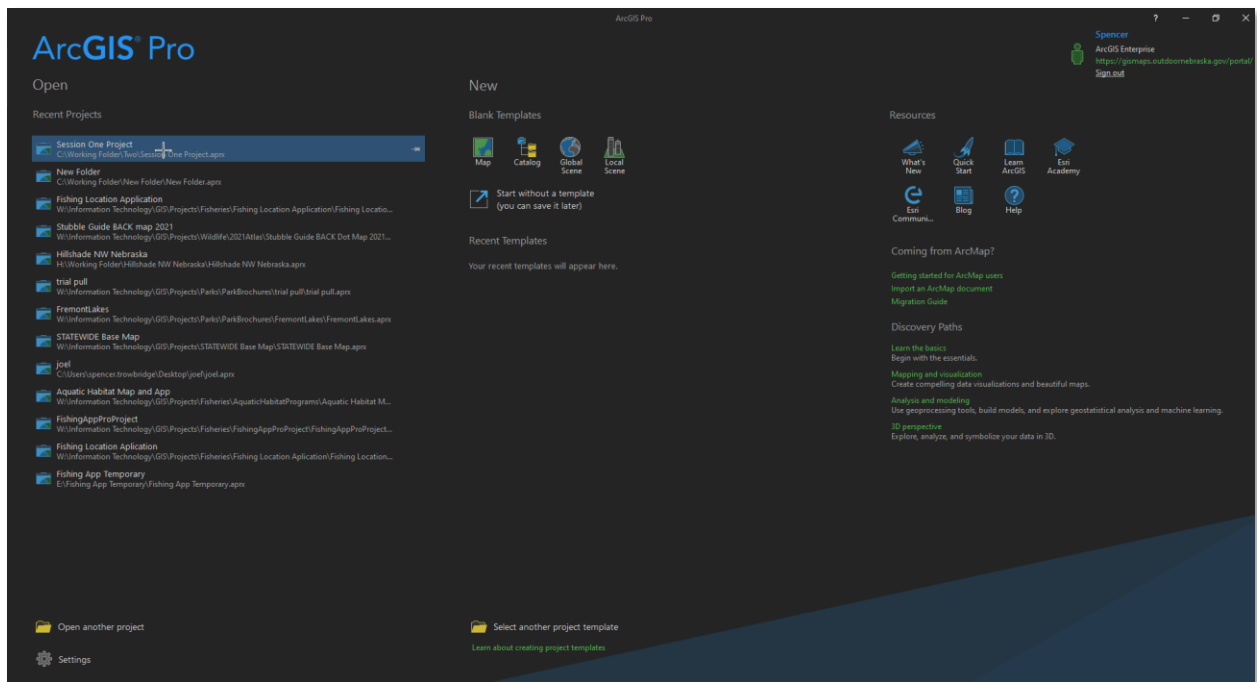 ArcGIS Pro
?
Spencer
ArcGIS Enterprise
https://gismaps.outdoornebraska.gov/portal/
Sign out
ArcGIS® Pro
Open
Recent Projects
Session One Project
C:\Working Folder\Two\Session One Project.aprx
New Folder
C:\Working Folder\New Folder\New Folder.aprx
Fishing Location Application
W:\Information Technology\GIS\Projects\Fisheries\Fishing Location Application\Fishing Locatio...
Stubble Guide BACK map 2021
W:\Information Technology\GIS\Projects\Wildlife\2021Atlas\Stubble Guide BACK Dot Map 2021...
Hillshade NW Nebraska
H:\Working Folder\Hillshade NW Nebraska\Hillshade NW Nebraska.aprx
trial pull
W:\Information Technology\GIS\Projects\Parks\ParkBrochures\trial pull\trial pull.aprx
FremontLakes
W:\Information Technology\GIS\Projects\Parks\ParkBrochures\FremontLakes\FremontLakes.aprx
STATEWIDE Base Map
W:\Information Technology\GIS\Projects\STATEWIDE Base Map\STATEWIDE Base Map.aprx
joel
C:\Users\spencer.trowbridge\Desktop\joel\joel.aprx
Aquatic Habitat Map and App
W:\Information Technology\GIS\Projects\Fisheries\AquaticHabitatPrograms\Aquatic Habitat M...
FishingAppProProject
W:\Information Technology\GIS\Projects\Fisheries\FishingAppProProject\FishingAppProProject...
Fishing Location Aplication
W:\Information Technology\GIS\Projects\Fisheries\Fishing Location Aplication\Fishing Location...
Fishing App Temporary
E:\Fishing App Temporary\Fishing App Temporary.aprx
Open another project
Settings
New
Blank Templates
Map
Catalog
Global
Scene
Local
Scene
Start without a template
(you can save it later)
Recent Templates
Your recent templates will appear here.
Select another project template
Learn about creating project templates
Resources
What's
New
Quick
Start
Learn
ArcGIS
Esri
Academy
Esri
Communi...
Blog
Help
Coming from ArcMap?
Getting started for ArcMap users
Import an ArcMap document
Migration Guide
Discovery Paths
Learn the basics
Begin with the essentials.
Mapping and visualization
Create compelling data visualizations and beautiful maps.
Analysis and modeling
Use geoprocessing tools, build models, and explore geostatistical analysis and machine learning.
3D perspective
Explore, analyze, and symbolize your data in 3D.